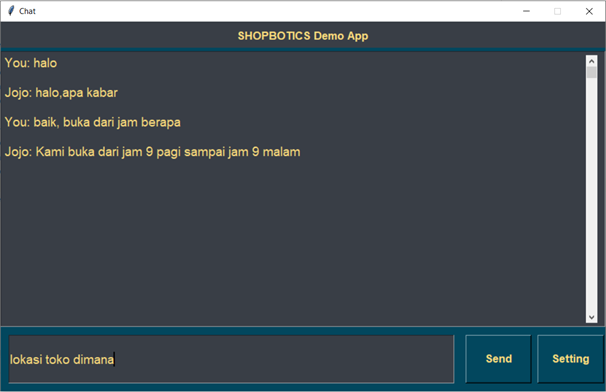 Chat
SHOPBOTICS Demo App
You: halo
Jojo: halo,apa kabar
You: baik, buka dari jam berapa
Jojo: Kami buka dari jam 9 pagi sampai jam 9 malam
lokasi toko dimana
Send
Setting